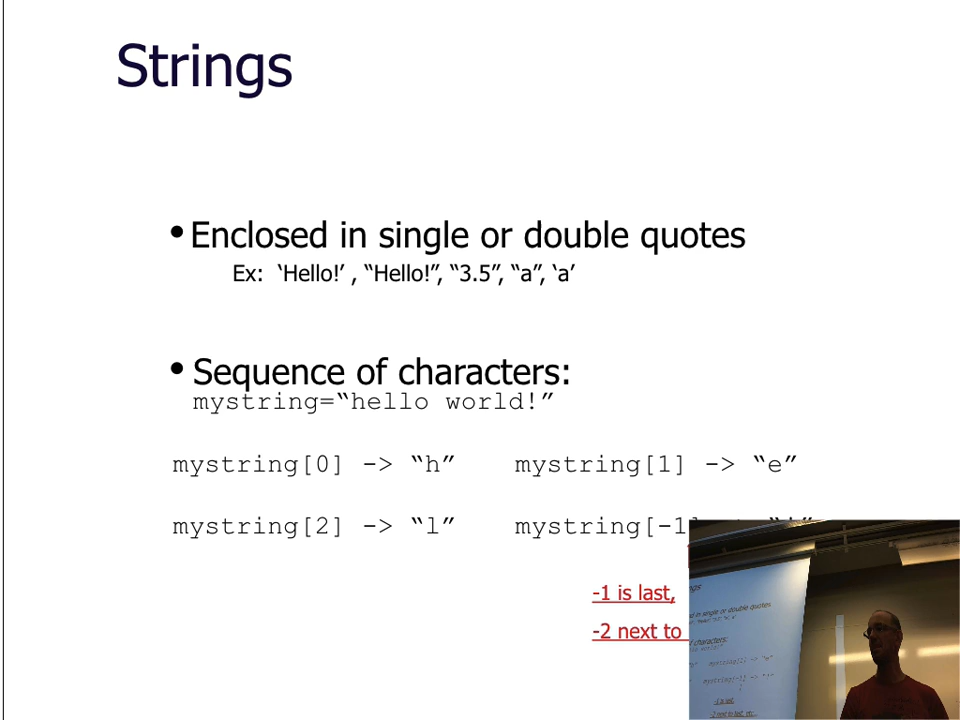 Strings
•Enclosed in single or double quotes
Ex: ‘Hello!’ , “Hello!”, “3.5”, “a”, ‘a’
• Sequence of characters:
mystring=“hello world!”
mystring[0] -> “h” mystring[1] -> “e”
mystring[2] -> “l” mystring[-1] -> “!”
-1 is last,
-2 next to